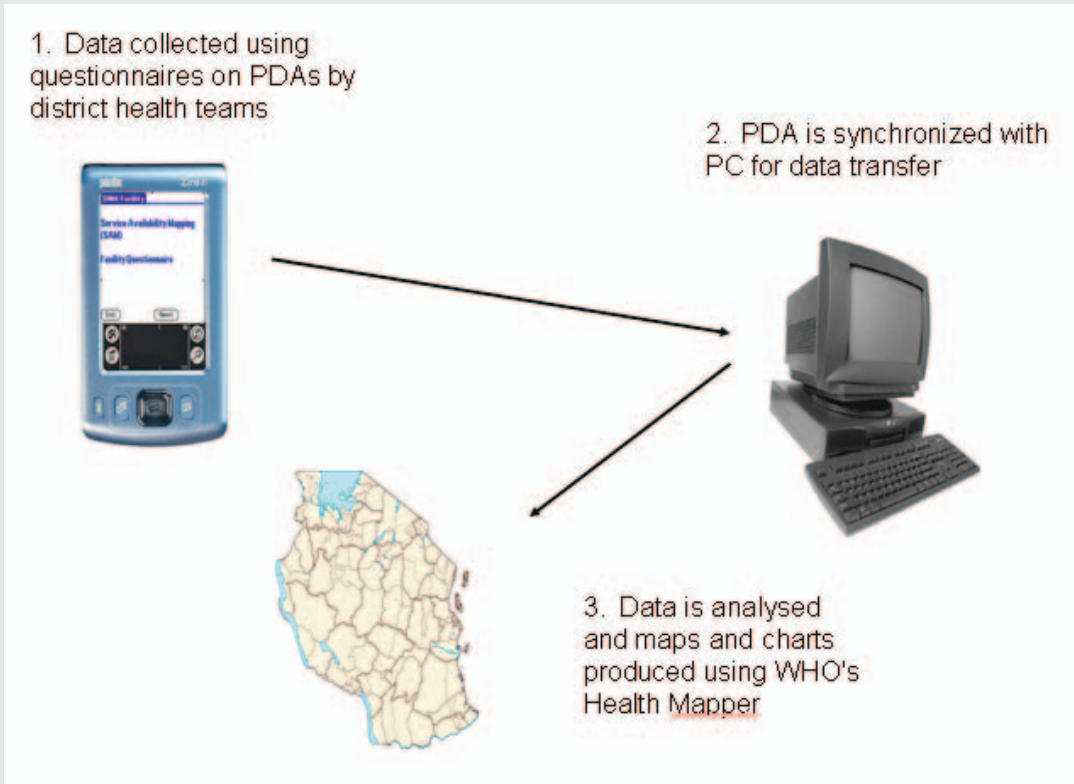 1. Data collected using
questionnaires on PDAs by
district health teams
2. PDA is synchronized with
PC for data transfer
Service Availability Mapping
(SAM)
Facility Questionnaire
3. Data is analysed
and maps and charts
produced using WHO's
Health Mapper